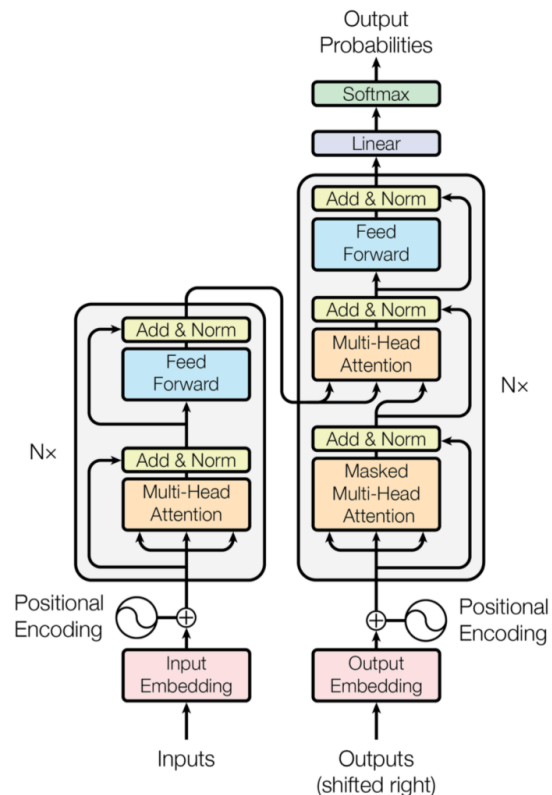 Output
Probabilities
Softmax
Linear
Add & Norm
Feed
Forward
Add & Norm
Multi-Head
Attention
Add & Norm
Masked
Multi-Head
Attention
N×
Add & Norm
Feed
Forward
Add & Norm
Multi-Head
Attention
N×
Positional
Encoding
Positional
Encoding
Input
Embedding
Output
Embedding
Inputs
Outputs
(shifted right)